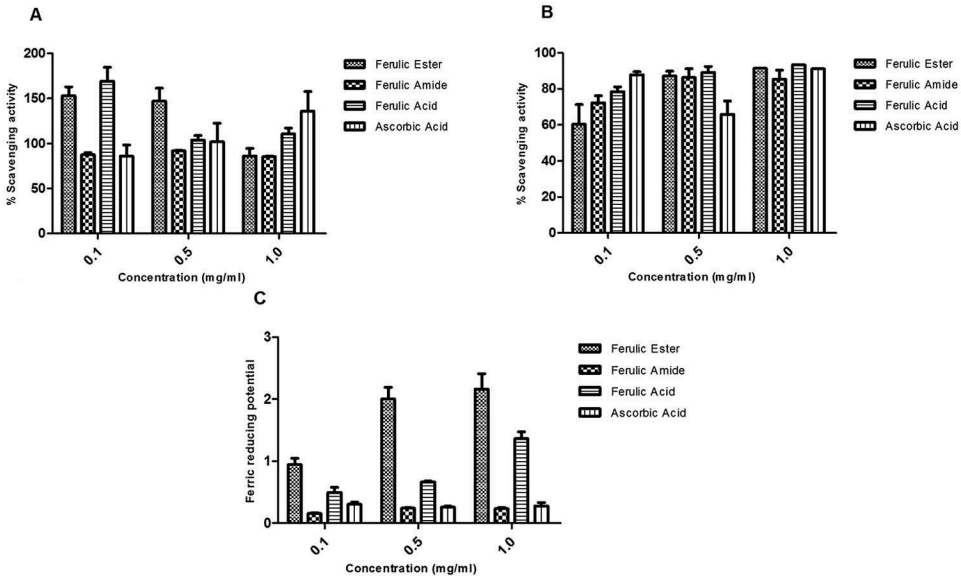 A
% Scavenging activity
200
150
100
50
0
0.1
0.5
1.0
Concentration (mg/ml)
Ferulic Ester
Ferulic Amide
Ferulic Acid
Ascorbic Acid
B
% Scavenging activity
100
80
60
40
20
0
0.1
0.5
1.0
Concentration (mg/ml)
Ferulic Ester
Ferulic Amide
Ferulic Acid
Ascorbic Acid
C
Ferric reducing potential
3
2
1
0
0.1
0.5
1.0
Concentration (mg/ml)
Ferulic Ester
Ferulic Amide
Ferulic Acid
Ascorbic Acid